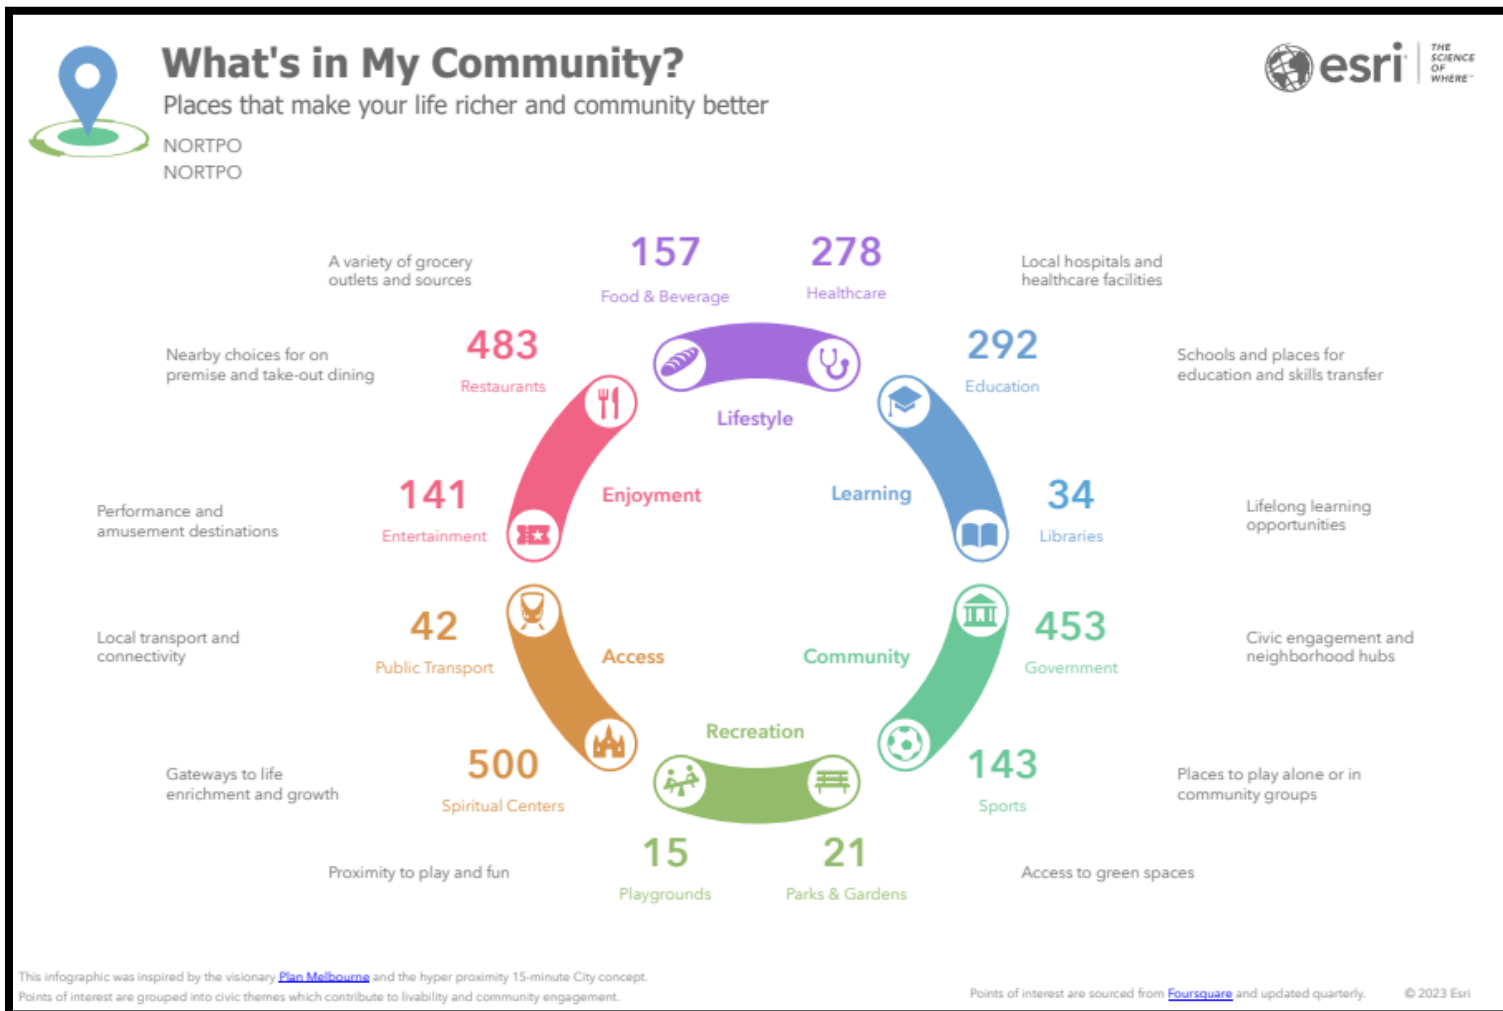 What's in My Community?
Places that make your life richer and community better
NORTPO
NORTPO
esri
THE
SCIENCE
OF
WHERE™
A variety of grocery
outlets and sources
157
Food & Beverage
278
Healthcare
Local hospitals and
healthcare facilities
Nearby choices for on
premise and take-out dining
483
Restaurants
292
Education
Schools and places for
education and skills transfer
Lifestyle
Performance and
amusement destinations
141
Entertainment
Enjoyment
Learning
34
Libraries
Lifelong learning
opportunities
Local transport and
connectivity
42
Public Transport
Access
Community
453
Government
Civic engagement and
neighborhood hubs
Recreation
Gateways to life
enrichment and growth
500
Spiritual Centers
143
Sports
Places to play alone or in
community groups
Proximity to play and fun
15
Playgrounds
21
Parks & Gardens
Access to green spaces
This infographic was inspired by the visionary Plan Melbourne and the hyper proximity 15-minute City concept.
Points of interest are grouped into civic themes which contribute to livability and community engagement.
Points of interest are sourced from Foursquare and updated quarterly.
© 2023 Esri